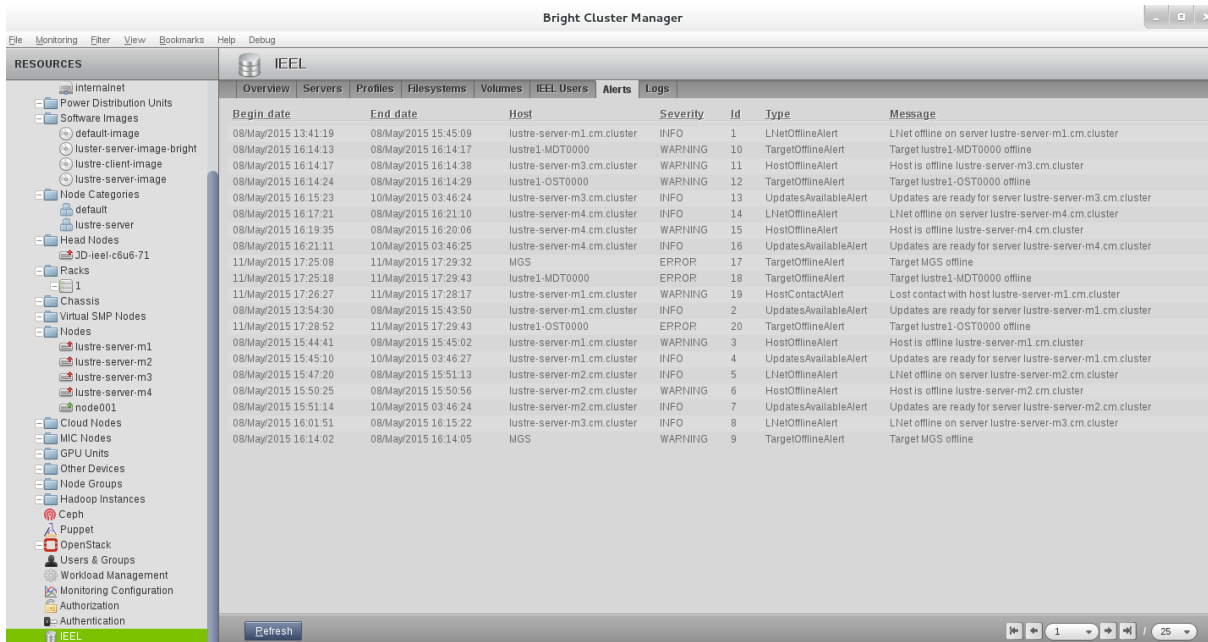 Bright Cluster Manager
File Monitoring Filter View Bookmarks Help Debug
RESOURCES
internalnet
Power Distribution Units
Software Images
default-image
luster-server-image-bright
lustre-client-image
lustre-server-image
Node Categories
default
lustre-server
Head Nodes
JD-ieel-c6u6-71
Racks
1
Chassis
Virtual SMP Nodes
Nodes
lustre-server-m1
lustre-server-m2
lustre-server-m3
lustre-server-m4
node001
Cloud Nodes
MIC Nodes
GPU Units
Other Devices
Node Groups
Hadoop Instances
Ceph
Puppet
OpenStack
Users & Groups
Workload Management
Monitoring Configuration
Authorization
Authentication
IEEL
IEEL
Overview Servers Profiles Filesystems Volumes IEEL Users Alerts Logs
Begin date End date Host Severity Id Type Message
08/May/2015 13:41:19 08/May/2015 15:45:09 lustre-server-m1.cm.cluster INFO 1 LNetOfflineAlert LNet offline on server lustre-server-m1.cm.cluster
08/May/2015 16:14:13 08/May/2015 16:14:17 lustre1-MDT0000 WARNING 10 TargetOfflineAlert Target lustre1-MDT0000 offline
08/May/2015 16:14:17 08/May/2015 16:14:38 lustre-server-m3.cm.cluster WARNING 11 HostOfflineAlert Host is offline lustre-server-m3.cm.cluster
08/May/2015 16:14:24 08/May/2015 16:14:29 lustre1-OST0000 WARNING 12 TargetOfflineAlert Target lustre1-OST0000 offline
08/May/2015 16:15:23 10/May/2015 03:46:24 lustre-server-m3.cm.cluster INFO 13 UpdatesAvailableAlert Updates are ready for server lustre-server-m3.cm.cluster
08/May/2015 16:17:21 08/May/2015 16:21:10 lustre-server-m4.cm.cluster INFO 14 LNetOfflineAlert LNet offline on server lustre-server-m4.cm.cluster
08/May/2015 16:19:35 08/May/2015 16:20:06 lustre-server-m4.cm.cluster WARNING 15 HostOfflineAlert Host is offline lustre-server-m4.cm.cluster
08/May/2015 16:21:11 10/May/2015 03:46:25 lustre-server-m4.cm.cluster INFO 16 UpdatesAvailableAlert Updates are ready for server lustre-server-m4.cm.cluster
11/May/2015 17:25:08 11/May/2015 17:29:32 MGS ERROR 17 TargetOfflineAlert Target MGS offline
11/May/2015 17:25:18 11/May/2015 17:29:43 lustre1-MDT0000 ERROR 18 TargetOfflineAlert Target lustre1-MDT0000 offline
11/May/2015 17:26:27 11/May/2015 17:28:17 lustre-server-m1.cm.cluster WARNING 19 HostContactAlert Lost contact with host lustre-server-m1.cm.cluster
08/May/2015 13:54:30 08/May/2015 15:43:50 lustre-server-m1.cm.cluster INFO 2 UpdatesAvailableAlert Updates are ready for server lustre-server-m1.cm.cluster
11/May/2015 17:28:52 11/May/2015 17:29:43 lustre1-OST0000 ERROR 20 TargetOfflineAlert Target lustre1-OST0000 offline
08/May/2015 15:44:41 08/May/2015 15:45:02 lustre-server-m1.cm.cluster WARNING 3 HostOfflineAlert Host is offline lustre-server-m1.cm.cluster
08/May/2015 15:45:10 10/May/2015 03:46:27 lustre-server-m1.cm.cluster INFO 4 UpdatesAvailableAlert Updates are ready for server lustre-server-m1.cm.cluster
08/May/2015 15:47:20 08/May/2015 15:51:13 lustre-server-m2.cm.cluster INFO 5 LNetOfflineAlert LNet offline on server lustre-server-m2.cm.cluster
08/May/2015 15:50:25 08/May/2015 15:50:56 lustre-server-m2.cm.cluster WARNING 6 HostOfflineAlert Host is offline lustre-server-m2.cm.cluster
08/May/2015 15:51:14 10/May/2015 03:46:24 lustre-server-m2.cm.cluster INFO 7 UpdatesAvailableAlert Updates are ready for server lustre-server-m2.cm.cluster
08/May/2015 16:01:51 08/May/2015 16:15:22 lustre-server-m3.cm.cluster INFO 8 LNetOfflineAlert LNet offline on server lustre-server-m3.cm.cluster
08/May/2015 16:14:02 08/May/2015 16:14:05 MGS WARNING 9 TargetOfflineAlert Target MGS offline
Refresh 1 / 25